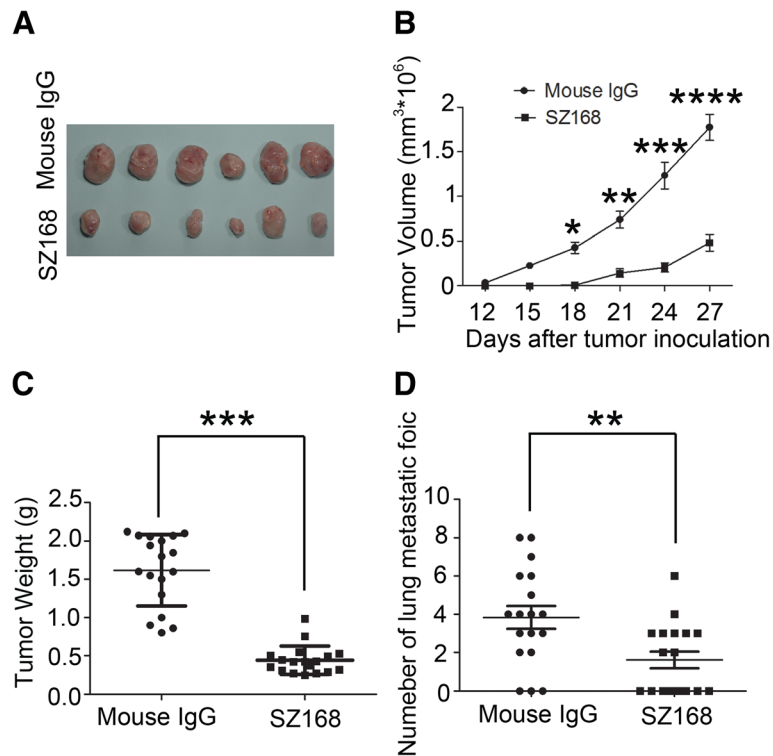 A
Mouse IgG
SZ168
B
Tumor Volume (mm³*10⁶)
Mouse IgG
SZ168
2
1.5
1
0.5
0
*
**
***
****
12 15 18 21 24 27
Days after tumor inoculation
C
***
Tumor Weight (g)
2.5
2.0
1.5
1.0
0.5
0.0
Mouse IgG SZ168
D
**
Numeber of lung metastatic foic
10
8
6
4
2
0
Mouse IgG SZ168